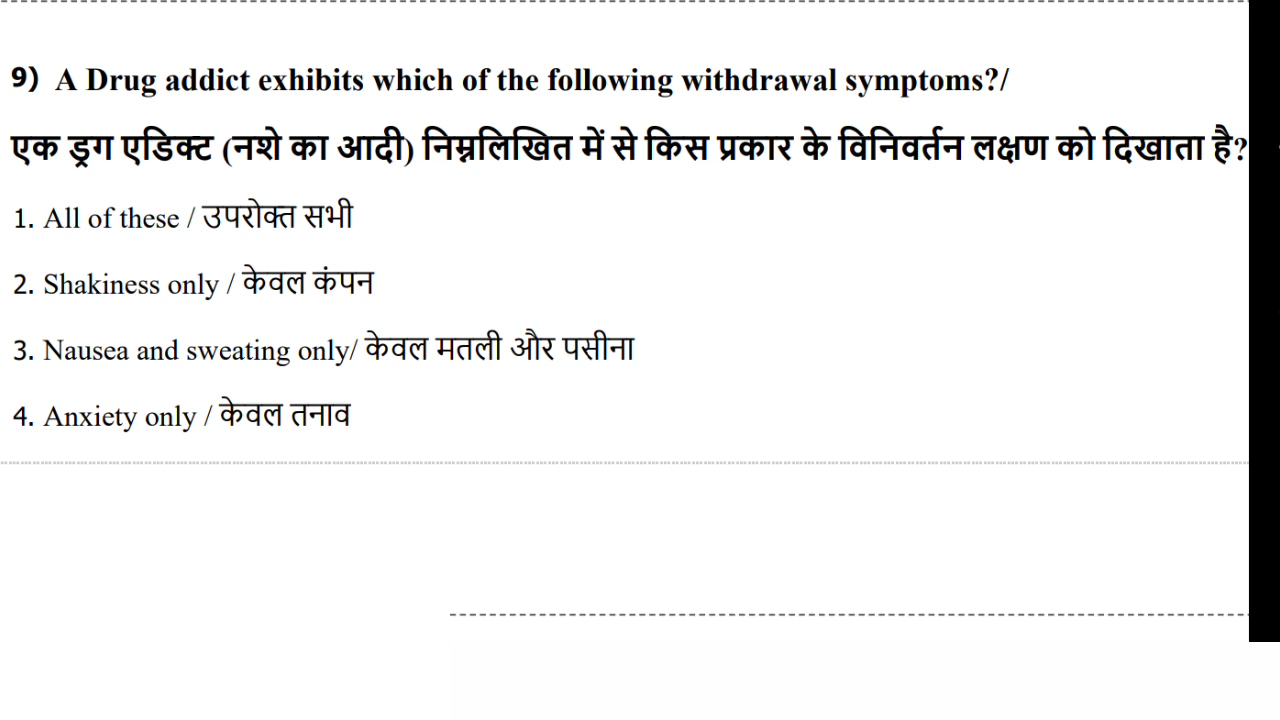 9) A Drug addict exhibits which of the following withdrawal symptoms?/
एक ड्रग एडिक्ट (नशे का आदी) निम्नलिखित में से किस प्रकार के विनिवर्तन लक्षण को दिखाता है?
1. All of these / उपरोक्त सभी
2. Shakiness only / केवल कंपन
3. Nausea and sweating only/ केवल मतली और पसीना
4. Anxiety only / केवल तनाव